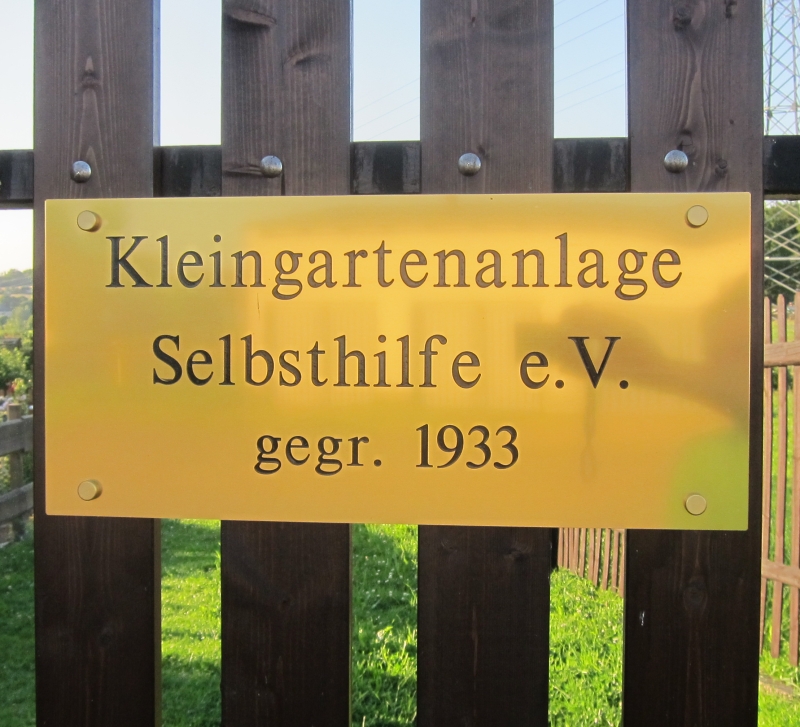 Kleingartenanlage
Selbsthilfe e.V.
gegr. 1933